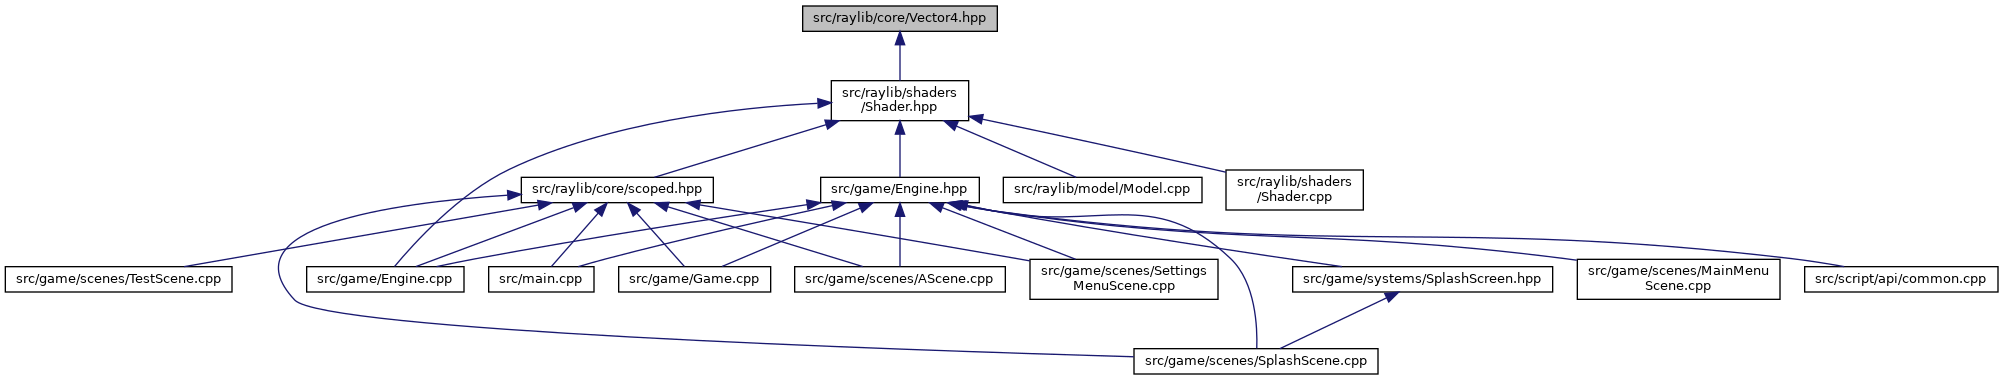 src/raylib/core/Vector4.hpp
src/raylib/shaders
/Shader.hpp
src/raylib/core/scoped.hpp
src/game/Engine.hpp
src/raylib/model/Model.cpp
src/raylib/shaders
/Shader.cpp
src/game/scenes/TestScene.cpp
src/game/Engine.cpp
src/main.cpp
src/game/Game.cpp
src/game/scenes/AScene.cpp
src/game/scenes/Settings
MenuScene.cpp
src/game/systems/SplashScreen.hpp
src/game/scenes/MainMenu
Scene.cpp
src/script/api/common.cpp
src/game/scenes/SplashScene.cpp